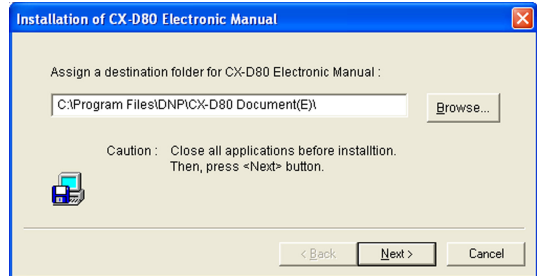 Installation of CX-D80 Electronic Manual
Assign a destination folder for CX-D80 Electronic Manual :
C:\Program Files\DNP\CX-D80 Document(E)\
Browse...
Caution : Close all applications before installtion.
Then, press <Next> button.
< Back
Next >
Cancel